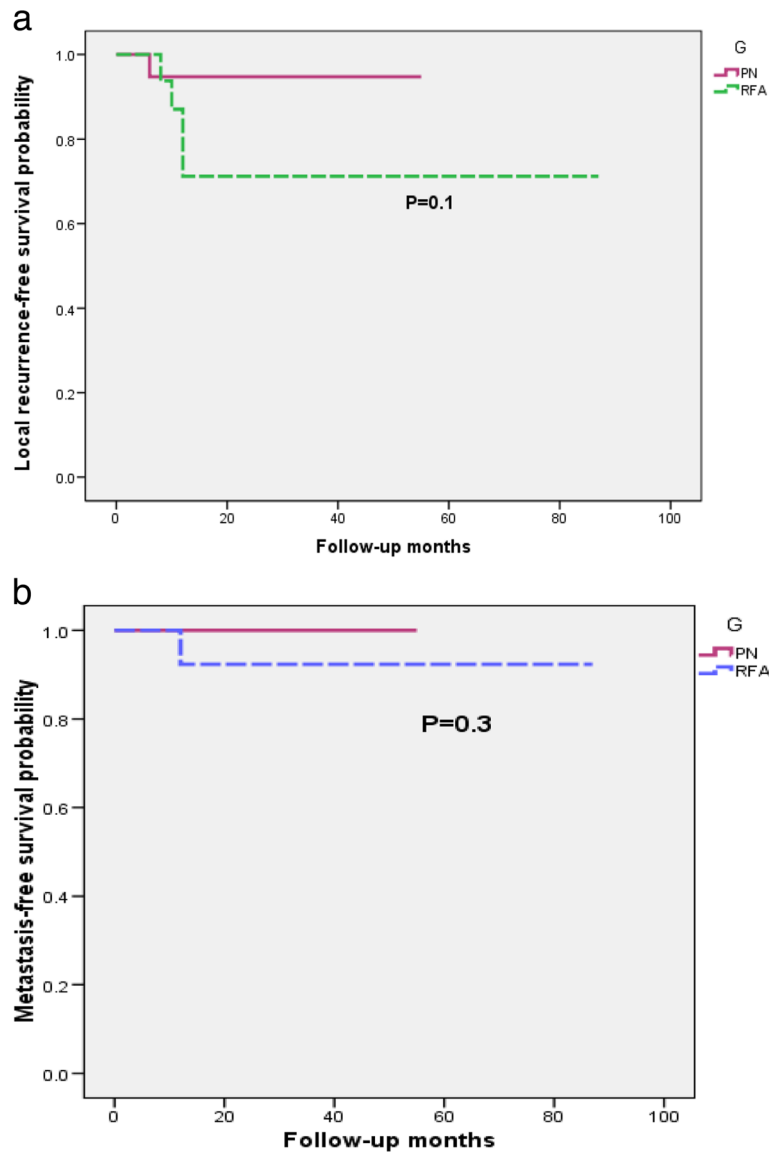 a
G
PN
RFA
Local recurrence-free survival probability
1.0
0.8
0.6
0.4
0.2
0.0
P=0.1
0 20 40 60 80 100
Follow-up months
b
G
PN
RFA
Metastasis-free survival probability
1.0
0.8
0.6
0.4
0.2
0.0
P=0.3
0 20 40 60 80 100
Follow-up months